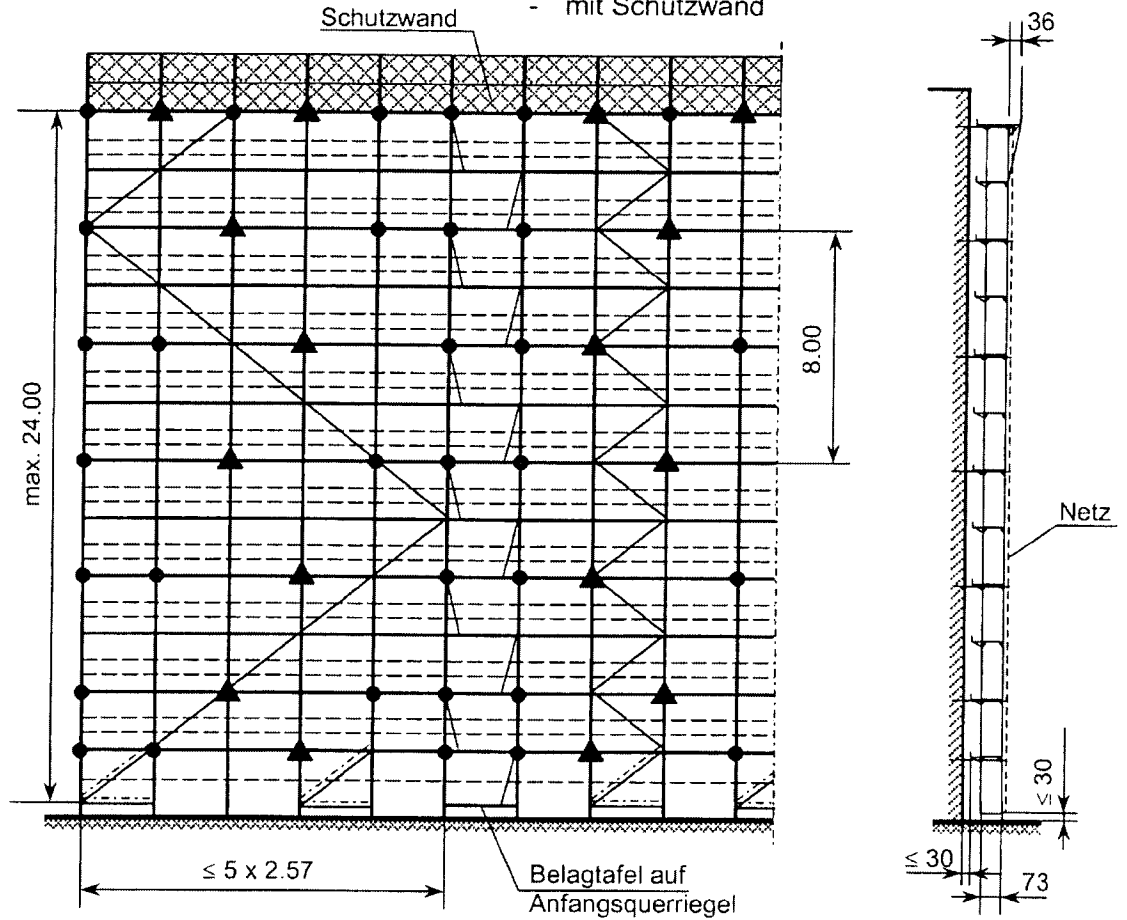 - mit Schutzwand
Schutzwand
36
max. 24.00
8.00
Netz
≤ 30
≤ 5 x 2.57
Belagtafel auf
Anfangsquerriegel
≤ 30
73